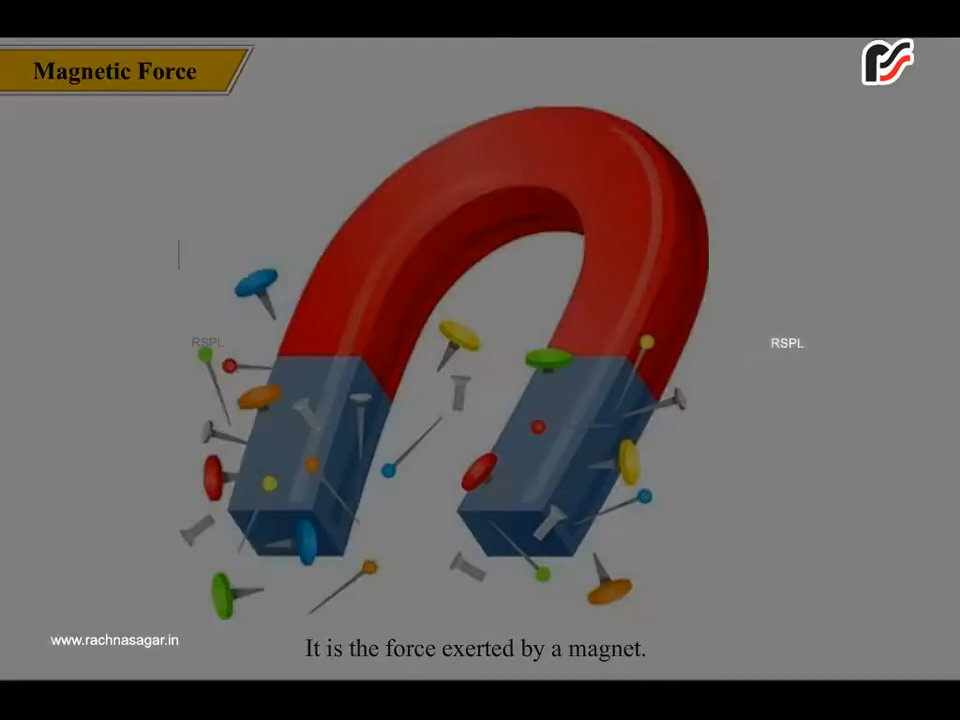 Magnetic Force
RSPL
RSPL
www.rachnasagar.in
It is the force exerted by a magnet.